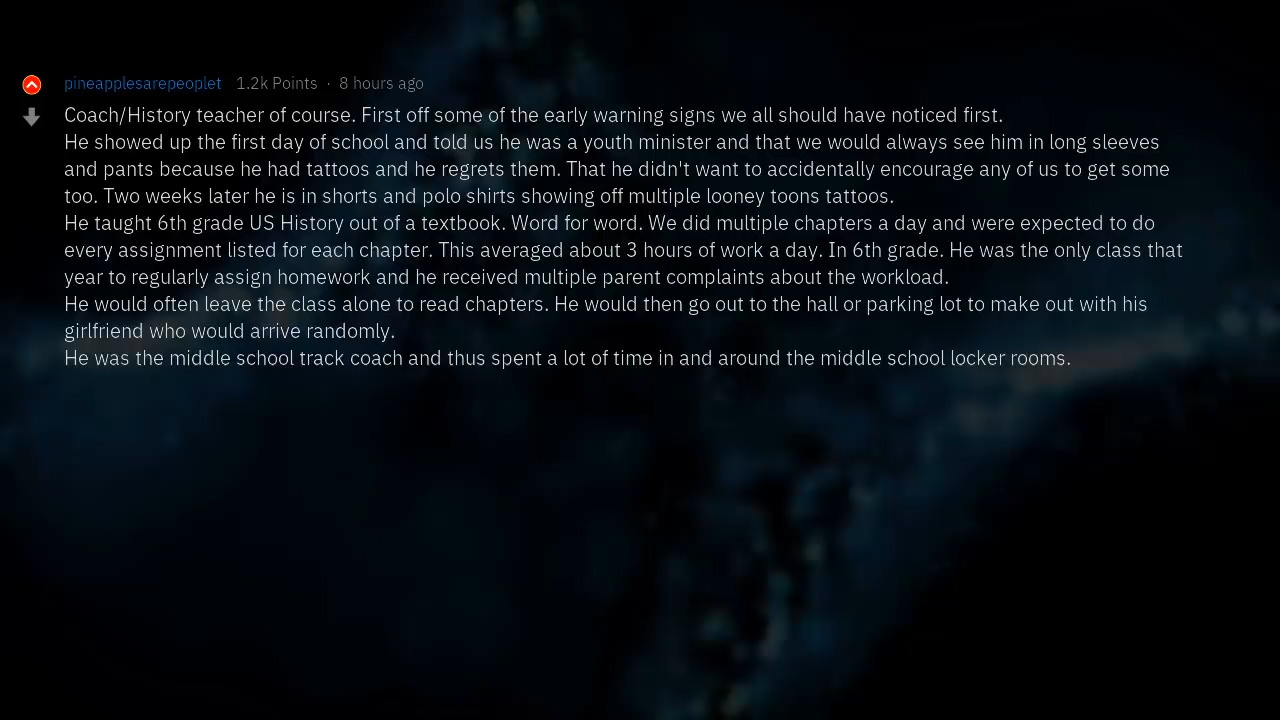 pineapplesarepeoplet 1.2k Points · 8 hours ago
Coach/History teacher of course. First off some of the early warning signs we all should have noticed first.
He showed up the first day of school and told us he was a youth minister and that we would always see him in long sleeves
and pants because he had tattoos and he regrets them. That he didn't want to accidentally encourage any of us to get some
too. Two weeks later he is in shorts and polo shirts showing off multiple looney toons tattoos.
He taught 6th grade US History out of a textbook. Word for word. We did multiple chapters a day and were expected to do
every assignment listed for each chapter. This averaged about 3 hours of work a day. In 6th grade. He was the only class that
year to regularly assign homework and he received multiple parent complaints about the workload.
He would often leave the class alone to read chapters. He would then go out to the hall or parking lot to make out with his
girlfriend who would arrive randomly.
He was the middle school track coach and thus spent a lot of time in and around the middle school locker rooms.